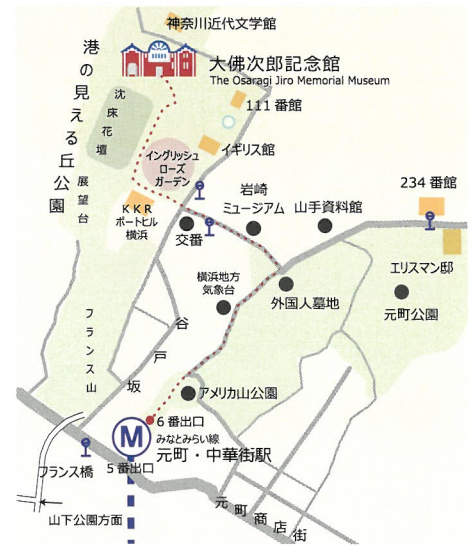 神奈川近代文学館
大佛次郎記念館
The Osaragi Jiro Memorial Museum
港の見える丘公園
沈床花壇
111番館
イングリッシュ
ローズ
ガーデン
イギリス館
展望台
KKR
ポートヒル
横浜
岩崎
ミュージアム
山手資料館
234番館
交番
エリスマン邸
横浜地方
気象台
外国人墓地
元町公園
フランス山
谷戸坂
アメリカ山公園
6番出口
M
みなとみらい線
元町・中華街駅
5番出口
フランス橋
山下公園方面
元町商店街